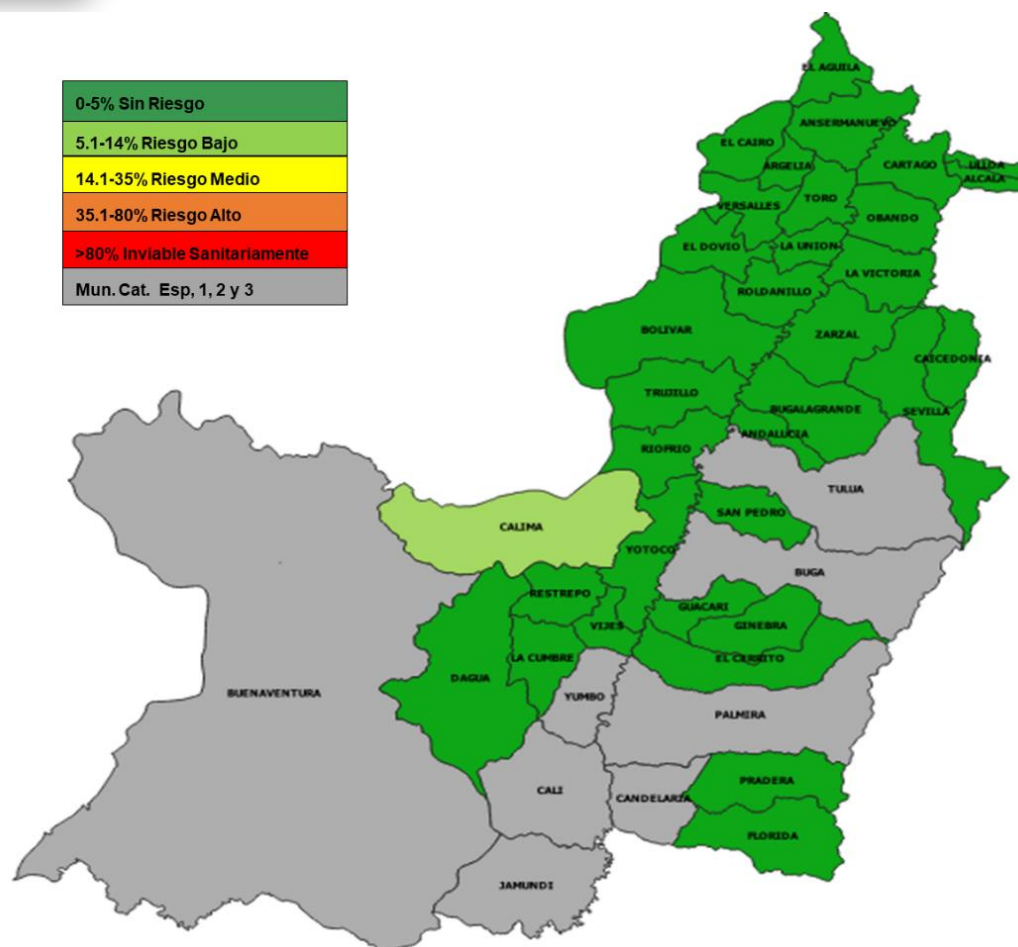 0-5% Sin Riesgo
5.1-14% Riesgo Bajo
14.1-35% Riesgo Medio
35.1-80% Riesgo Alto
>80% Inviable Sanitariamente
Mun. Cat. Esp, 1, 2 y 3
EL AGUILA
ANSERMANUEVO
EL CAIRO
ARGELIA
CARTAGO
ULLOA
ALCALA
VERSALLES
TORO
OBANDO
EL DOVIO
LA UNION
LA VICTORIA
ROLDANILLO
BOLIVAR
ZARZAL
CAICEDONIA
TRUJILLO
BUGALAGRANDE
SEVILLA
ANDALUCIA
RIOFRIO
TULUA
SAN PEDRO
CALIMA
YOTOCO
BUGA
RESTREPO
GUACARI
VIJES
GINEBRA
LA CUMBRE
EL CERRITO
DAGUA
BUENAVENTURA
YUMBO
PALMIRA
PRADERA
CALI
CANDELARIA
FLORIDA
JAMUNDI